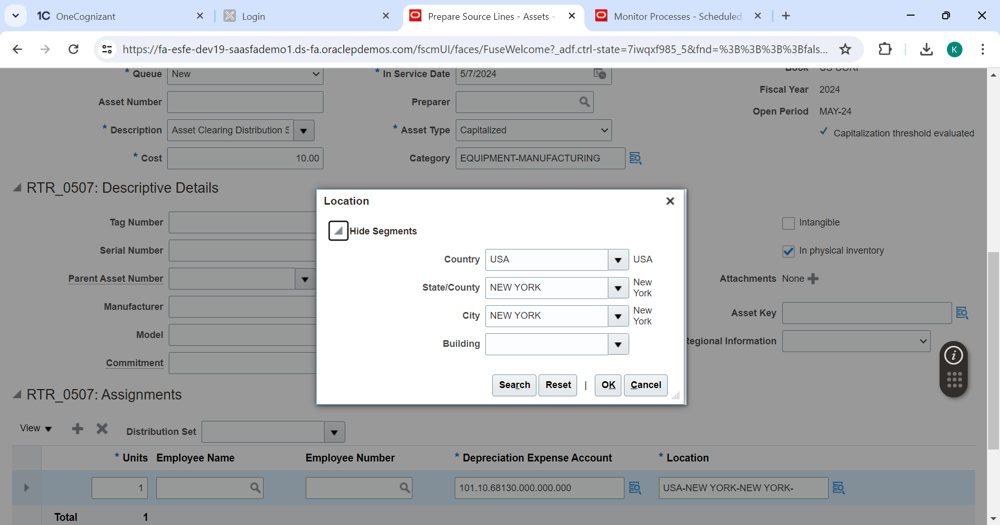 OneCognizant
Login
Prepare Source Lines - Assets -
Monitor Processes - Scheduled
https://fa-esfe-dev19-saasfademo1.ds-fa.oraclepdemos.com/fscmUI/faces/FuseWelcome?_adf.ctrl-state=7iwqxf985_5&fnd=%3B%3B%3B%3Bfals...
K
* Queue New
* In Service Date 5/7/2024
Book US CORP
Fiscal Year 2024
Asset Number
Preparer
Open Period MAY-24
* Description Asset Clearing Distribution S
* Asset Type Capitalized
Capitalization threshold evaluated
* Cost 10.00
Category EQUIPMENT-MANUFACTURING
RTR_0507: Descriptive Details
Location
Tag Number
Intangible
Hide Segments
Serial Number
In physical inventory
Country USA USA
Parent Asset Number
Attachments None
State/County NEW YORK New
York
Manufacturer
Asset Key
City NEW YORK New
York
Model
Regional Information
Building
Commitment
Search Reset | OK Cancel
RTR_0507: Assignments
View
Distribution Set
* Units Employee Name Employee Number * Depreciation Expense Account * Location
1 101.10.68130.000.000.000 USA-NEW YORK-NEW YORK-
Total 1